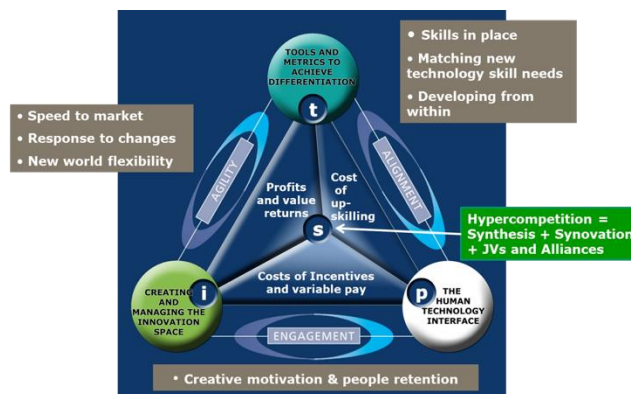 TOOLS AND
METRICS TO
ACHIEVE
DIFFERENTIATION
t
• Skills in place
• Matching new
technology skill needs
• Developing from
within
• Speed to market
• Response to changes
• New world flexibility
AGILITY
ALIGNMENT
Profits
and value
returns
Cost
of
up-
skilling
s
Hypercompetition =
Synthesis + Synovation
+ JVs and Alliances
Costs of Incentives
and variable pay
i
CREATING
AND
MANAGING THE
INNOVATION
SPACE
p
THE
HUMAN
TECHNOLOGY
INTERFACE
ENGAGEMENT
• Creative motivation & people retention